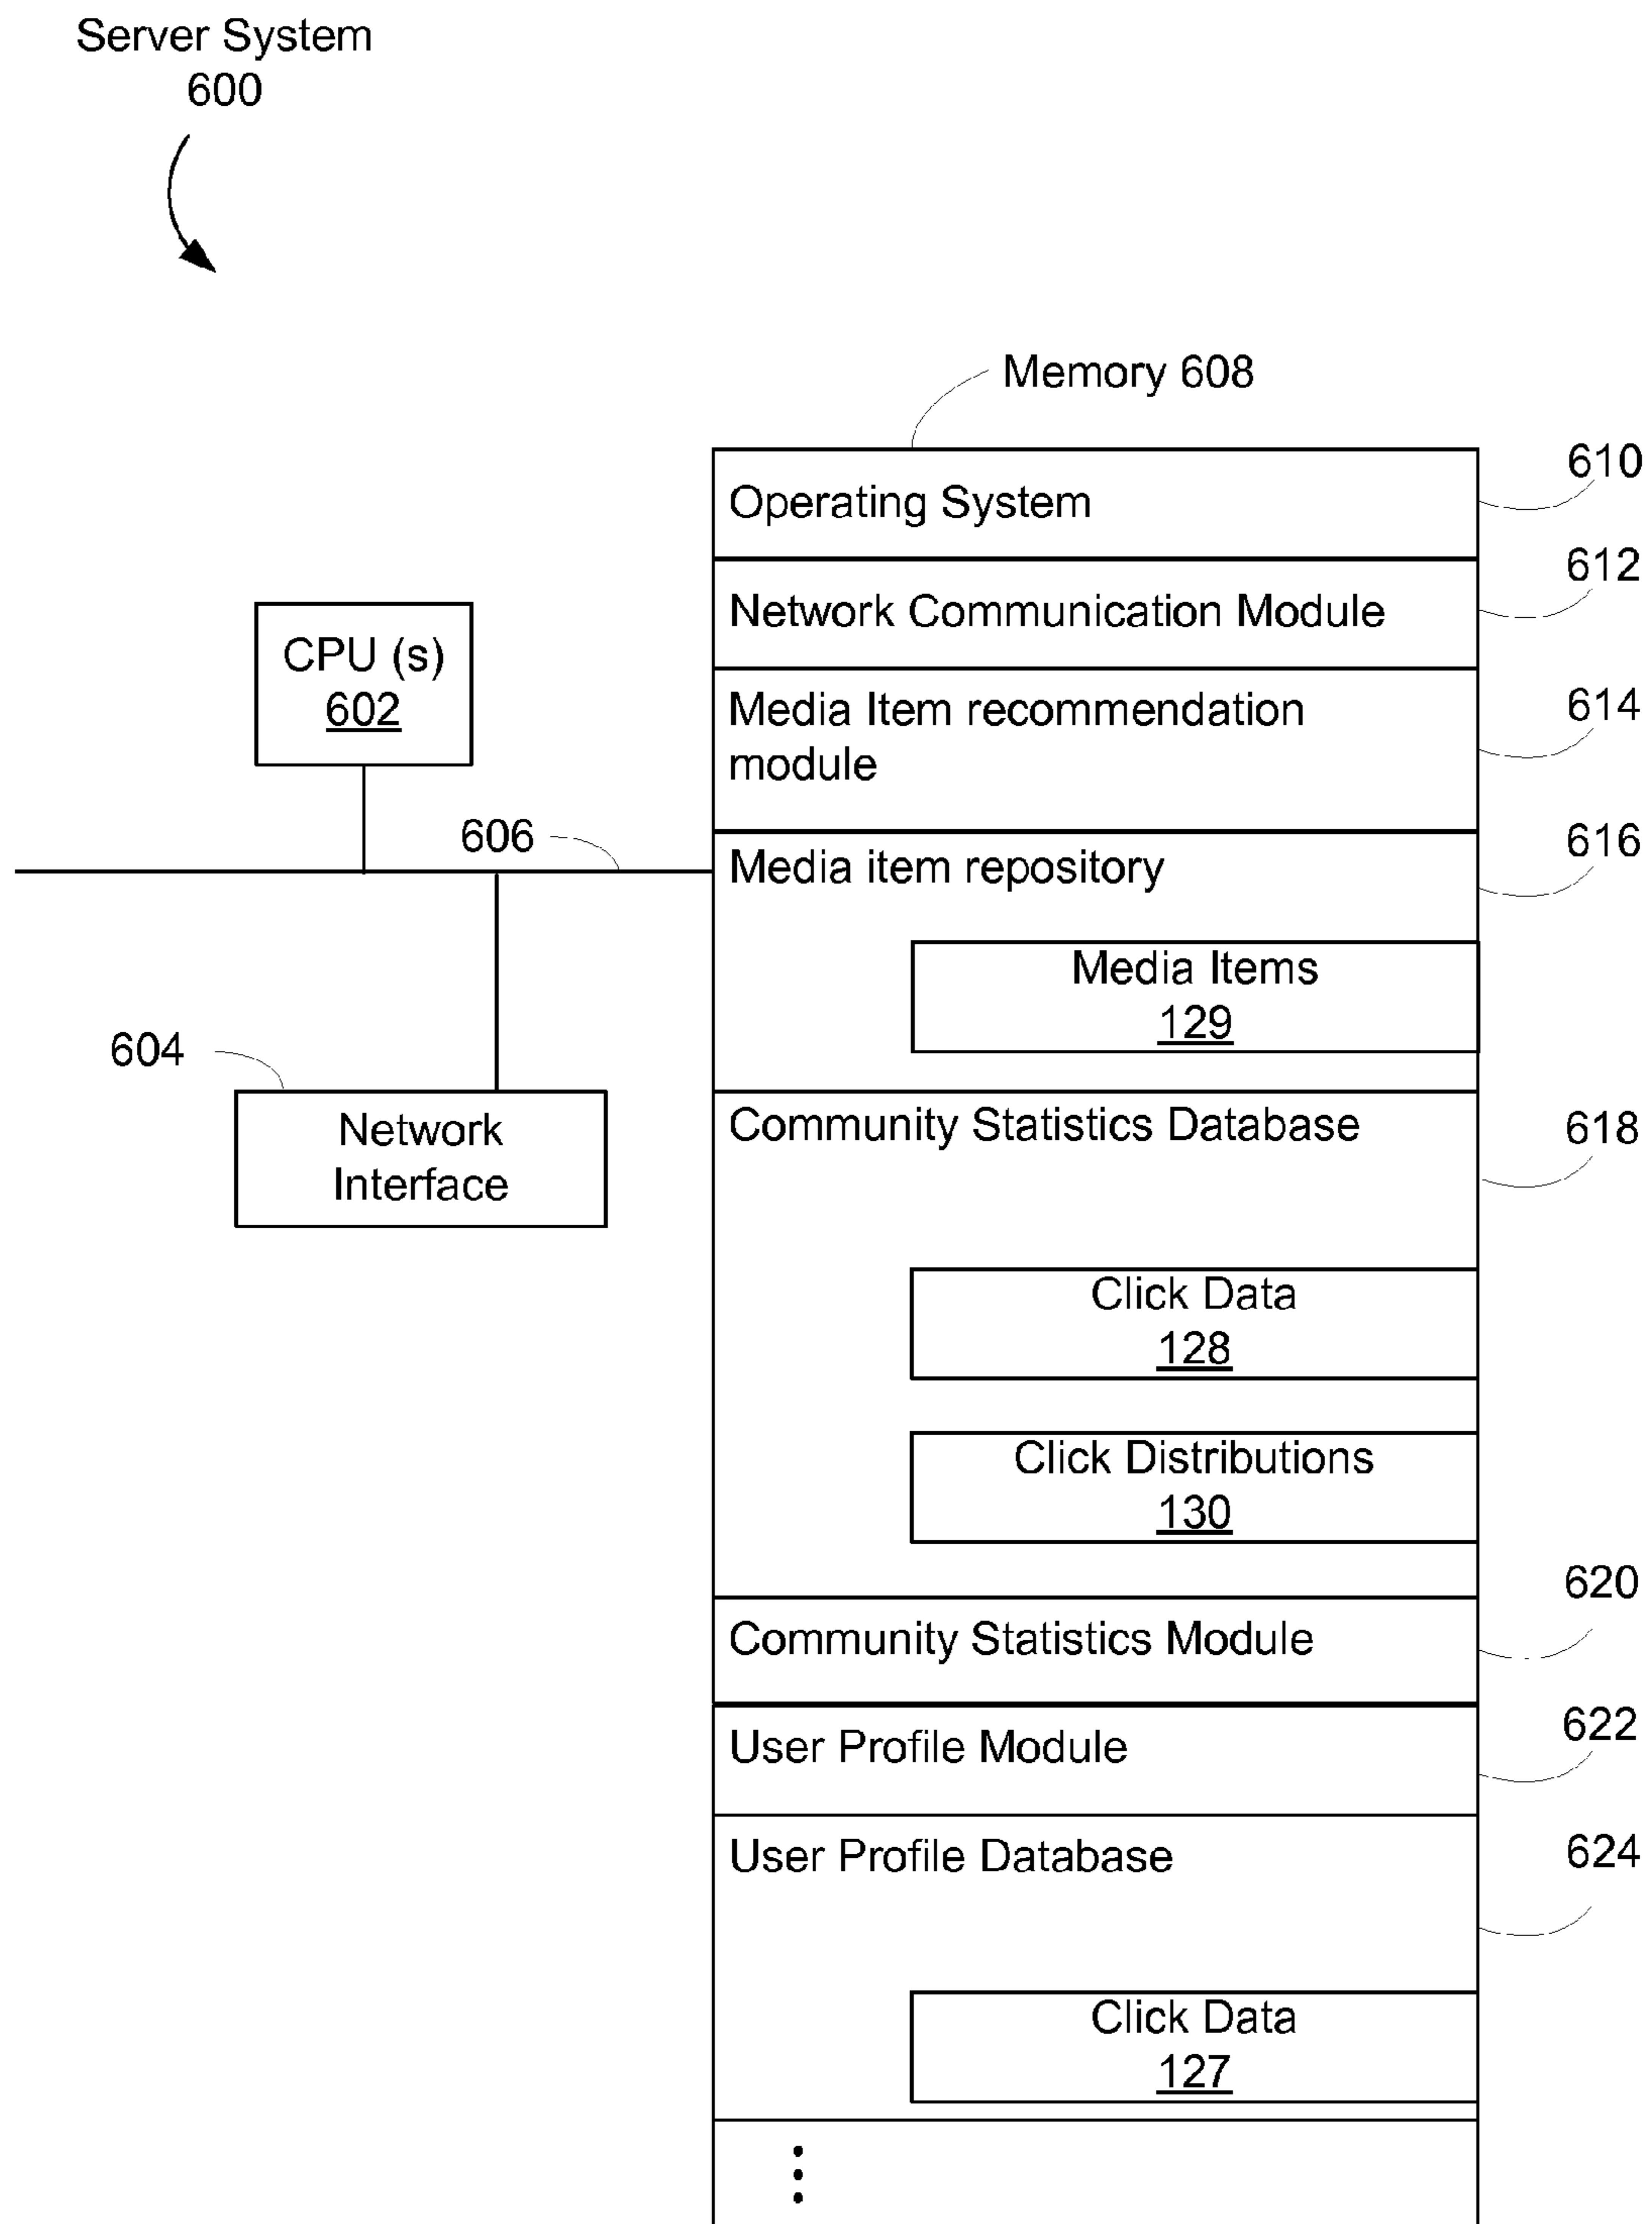 Server System
600
Memory 608
Operating System
610
Network Communication Module
612
CPU (s)
602
Media Item recommendation
module
614
606
Media item repository
616
Media Items
129
604
Network
Interface
Community Statistics Database
618
Click Data
128
Click Distributions
130
Community Statistics Module
620
User Profile Module
622
User Profile Database
624
Click Data
127